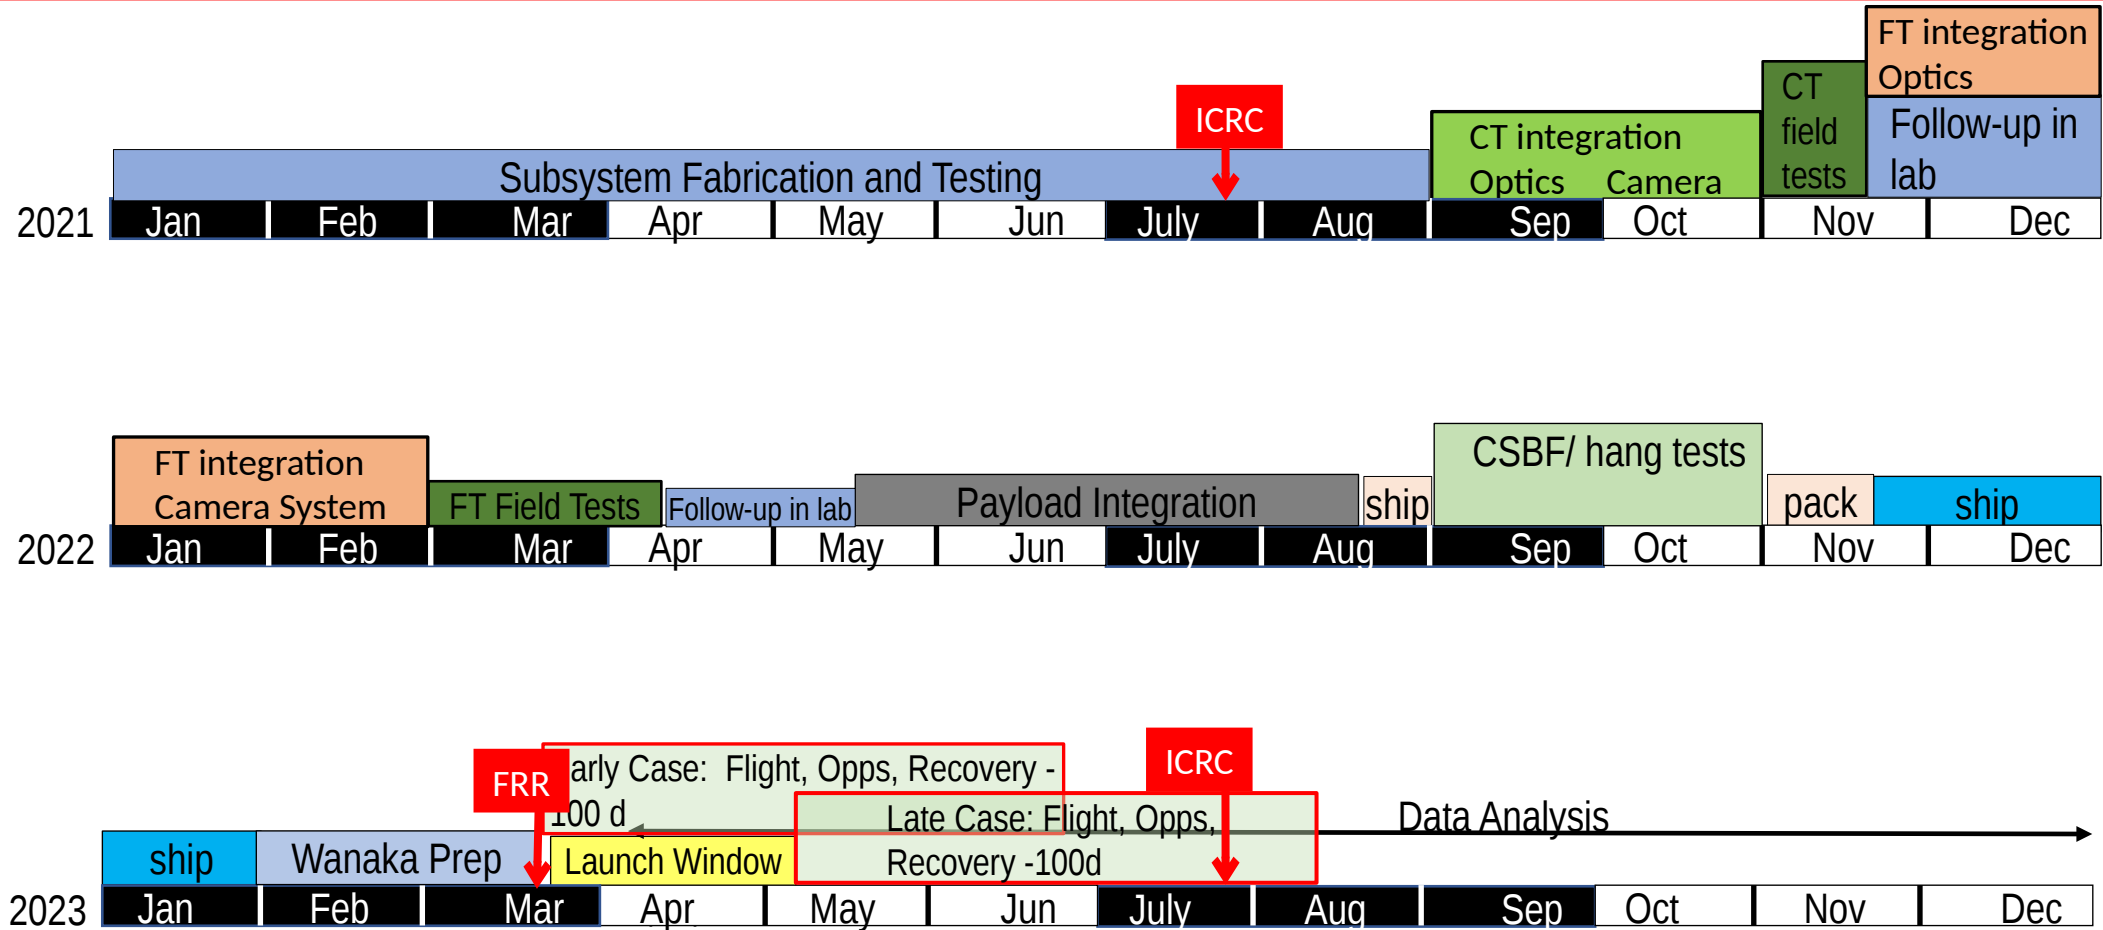 FT integration
Optics
CT
field
tests
Follow-up in
lab
ICRC
CT integration
Optics Camera
Subsystem Fabrication and Testing
2021 Jan Feb Mar Apr May Jun July Aug Sep Oct Nov Dec
FT integration
Camera System
FT Field Tests
Follow-up in lab
Payload Integration
ship
CSBF/ hang tests
pack
ship
2022 Jan Feb Mar Apr May Jun July Aug Sep Oct Nov Dec
FRR
arly Case: Flight, Opps, Recovery -
100 d
ICRC
Late Case: Flight, Opps,
Recovery -100d
Data Analysis
ship
Wanaka Prep
Launch Window
2023 Jan Feb Mar Apr May Jun July Aug Sep Oct Nov Dec